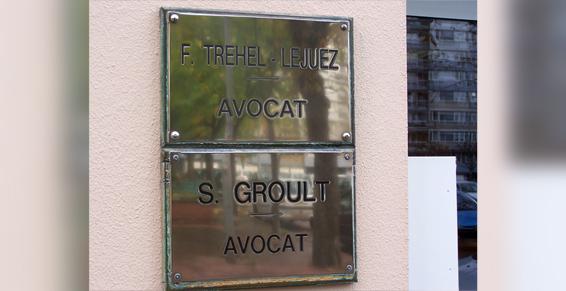 F. TREHEL - LEJUEZ
AVOCAT
S. GROULT
AVOCAT